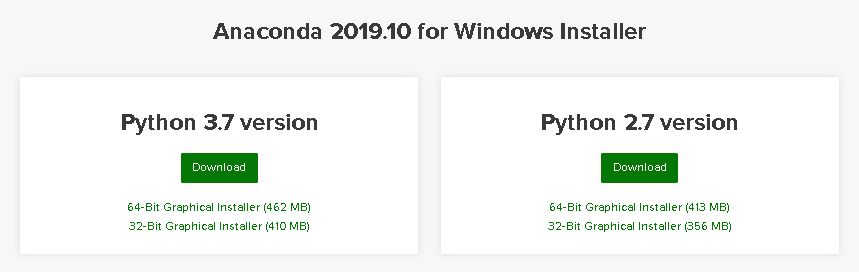 Anaconda 2019.10 for Windows Installer
Python 3.7 version
Download
64-Bit Graphical Installer (462 MB)
32-Bit Graphical Installer (410 MB)
Python 2.7 version
Download
64-Bit Graphical Installer (413 MB)
32-Bit Graphical Installer (356 MB)